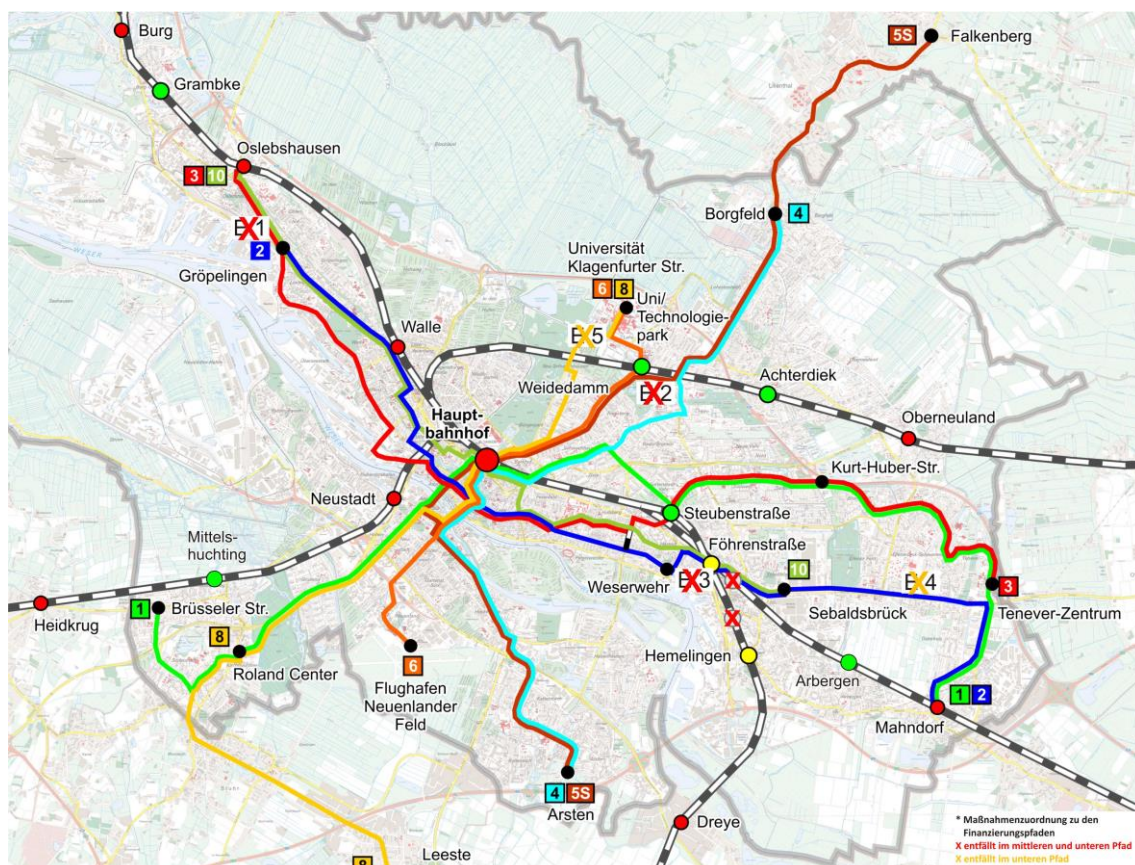 Burg
5S
Falkenberg
Grambke
Oslebshausen
3 10
E X 1
2
Gröpelingen
WESER
Borgfeld
4
Universität
Klagenfurter Str.
6 8
Uni/
Technologie-
park
E X 5
Walle
Weidedamm
E X 2
Achterdiek
Oberneuland
Haupt-
bahnhof
Kurt-Huber-Str.
Neustadt
Steubenstraße
Mittels-
huchting
Föhrenstraße
Weserwehr
E X 3
X
X
10
E X 4
3
Sebaldsbrück
Tenever-Zentrum
Heidkrug
1
Brüsseler Str.
8
Roland Center
6
Flughafen
Neuenlander
Feld
Hemelingen
Arbergen
1 2
Mahndorf
4 5S
Arsten
Dreye
8
Leeste
* Maßnahmenzuordnung zu den
Finanzierungspfaden
X entfällt im mittleren und unteren Pfad
X entfällt im unteren Pfad